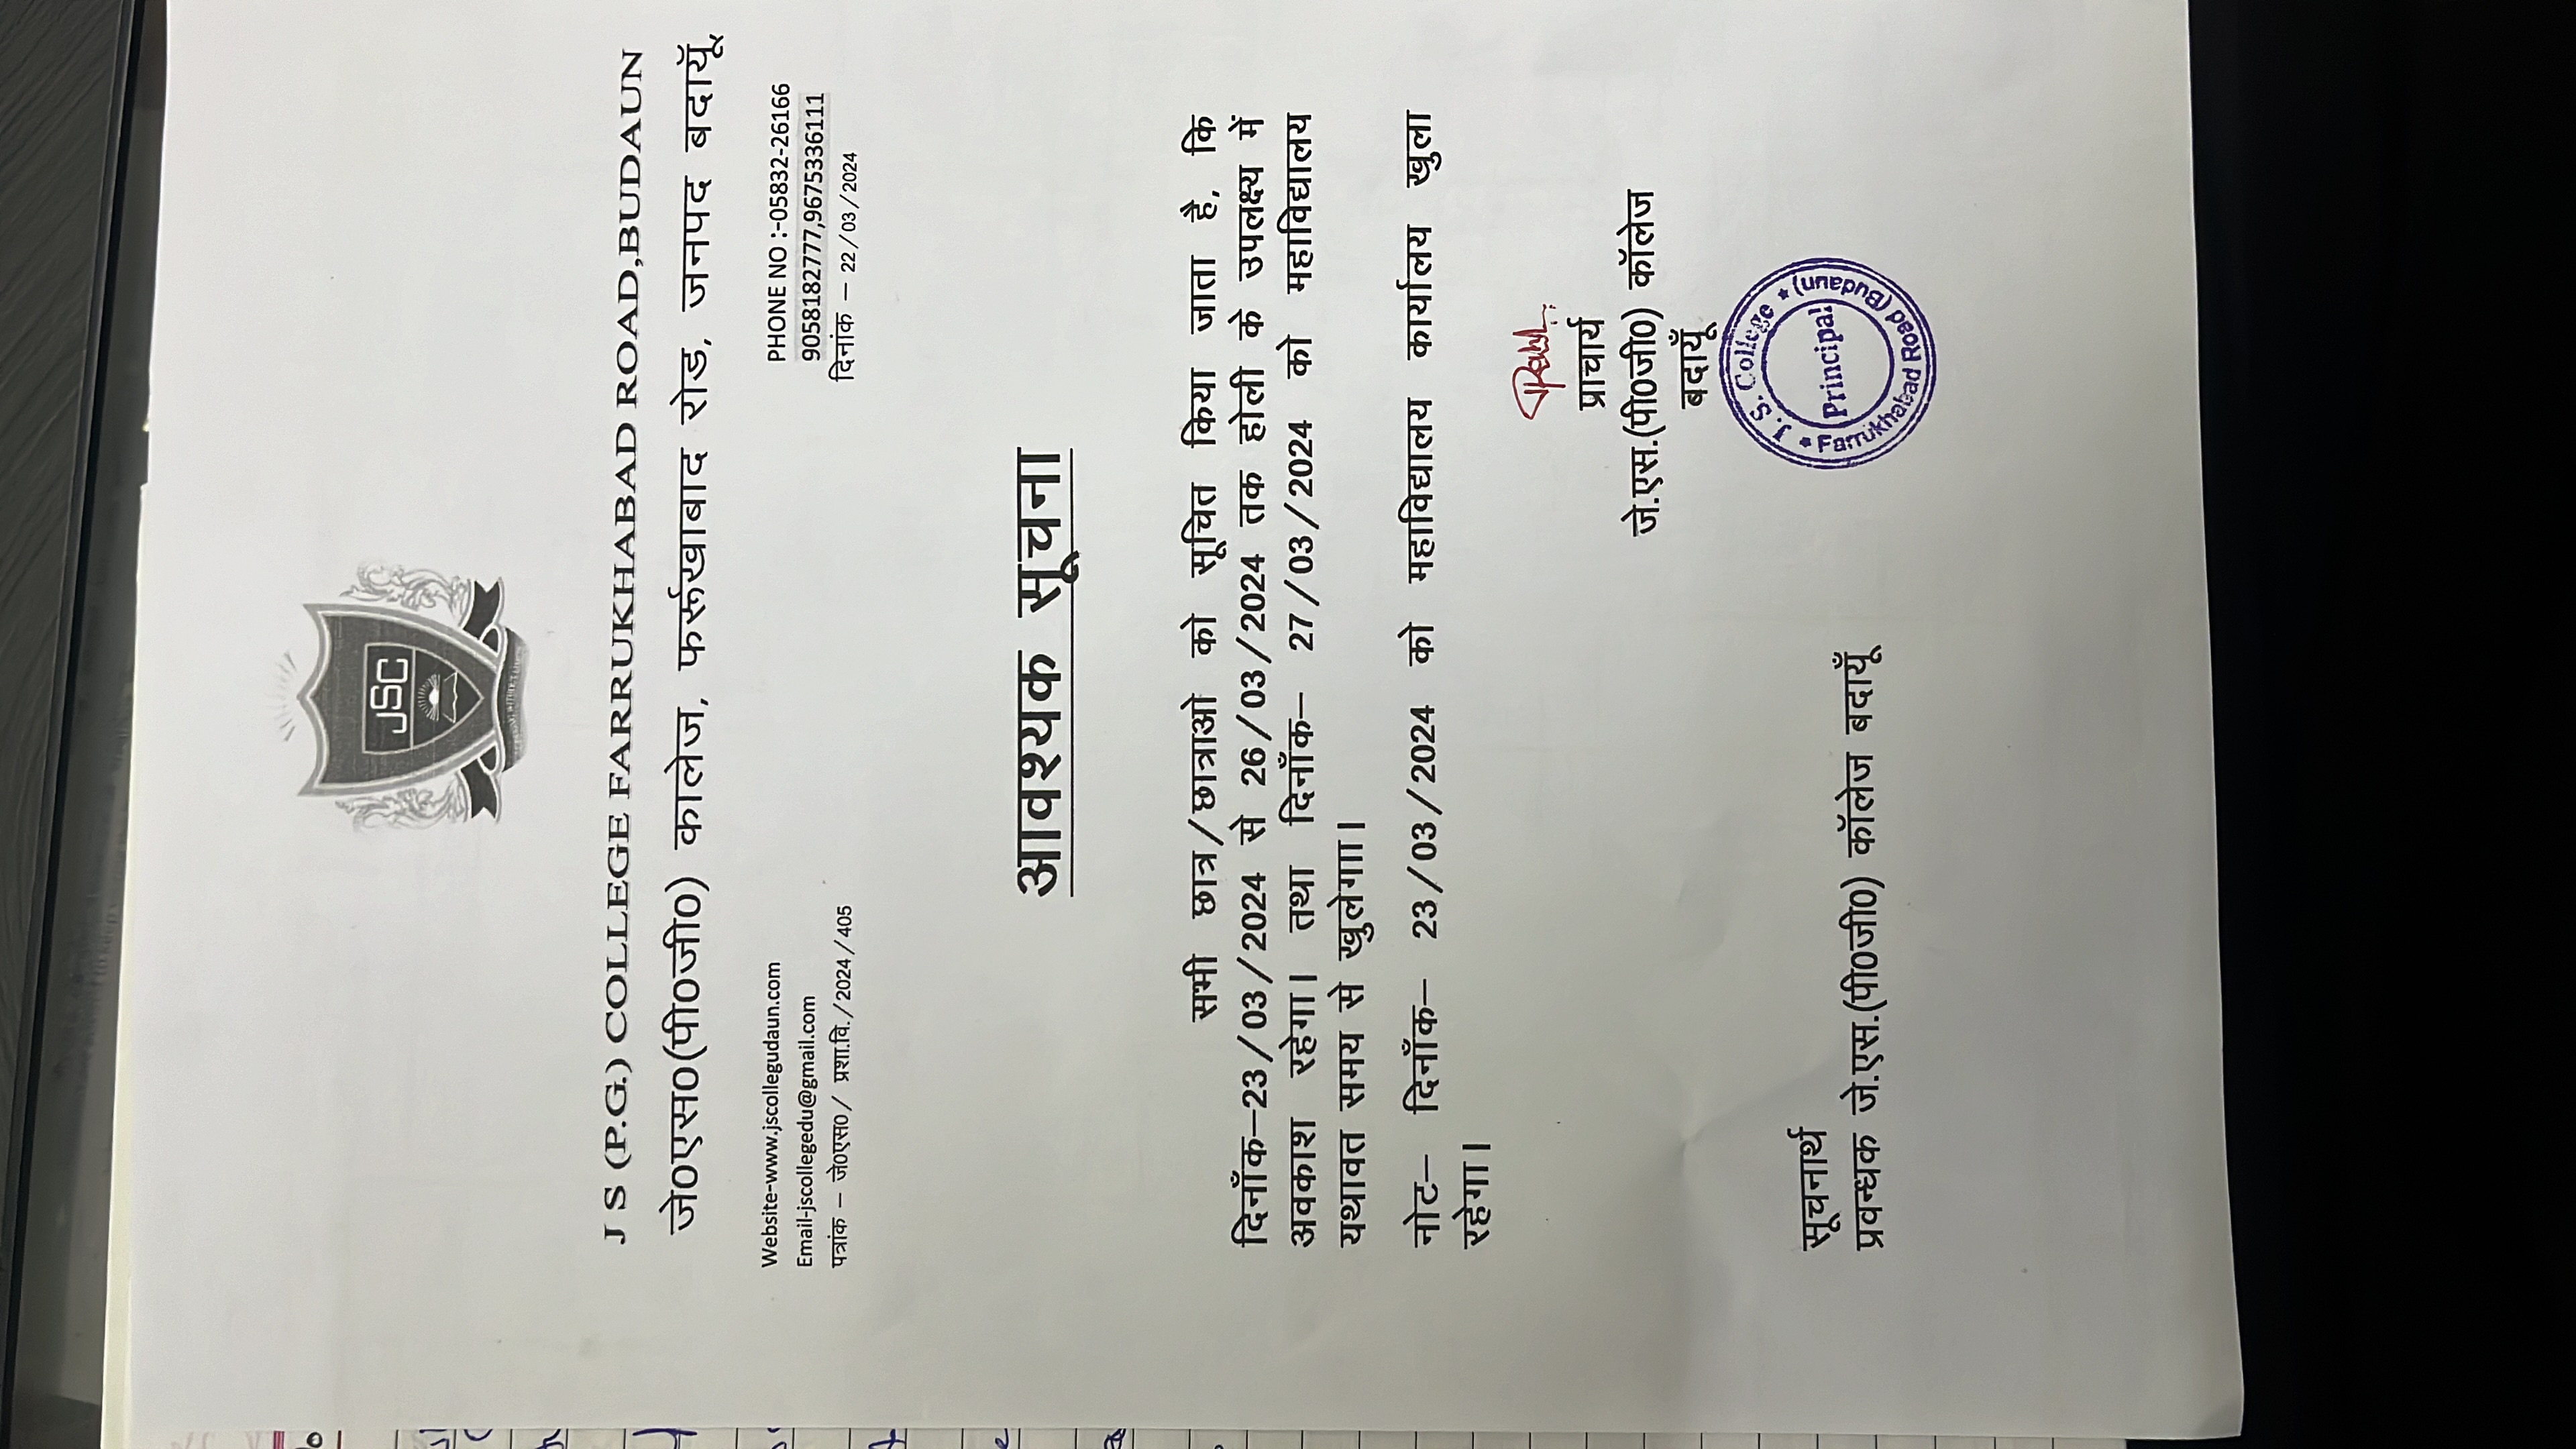 JSC
J S (P.G.) COLLEGE FARRUKHABAD ROAD,BUDAUN
जे0एस0(पी0जी0) कालेज, फर्रूखाबाद रोड, जनपद बदायूँ
Website-www.jscollegudaun.com
PHONE NO :-05832-26166
Email-jscollegedu@gmail.com
9058182777,9675336111
पत्रांक – जे0एस0/ प्रशा.वि./2024/405
दिनांक – 22/03/2024
आवश्यक सूचना
सभी छात्र/छात्राओ को सूचित किया जाता है, कि
दिनाँक–23/03/2024 से 26/03/2024 तक होली के उपलक्ष्य में
अवकाश रहेगा। तथा दिनाँक– 27/03/2024 को महाविद्यालय
यथावत समय से खुलेगा।
नोट– दिनाँक– 23/03/2024 को महाविद्यालय कार्यालय खुला
रहेगा।
प्राचार्य
जे.एस.(पी0जी0) कॉलेज
बदायूँ
J. S. College
Principal
Farrukhabad Road (Budaun)
सूचनार्थ
प्रवन्धक जे.एस.(पी0जी0) कॉलेज बदायूँ